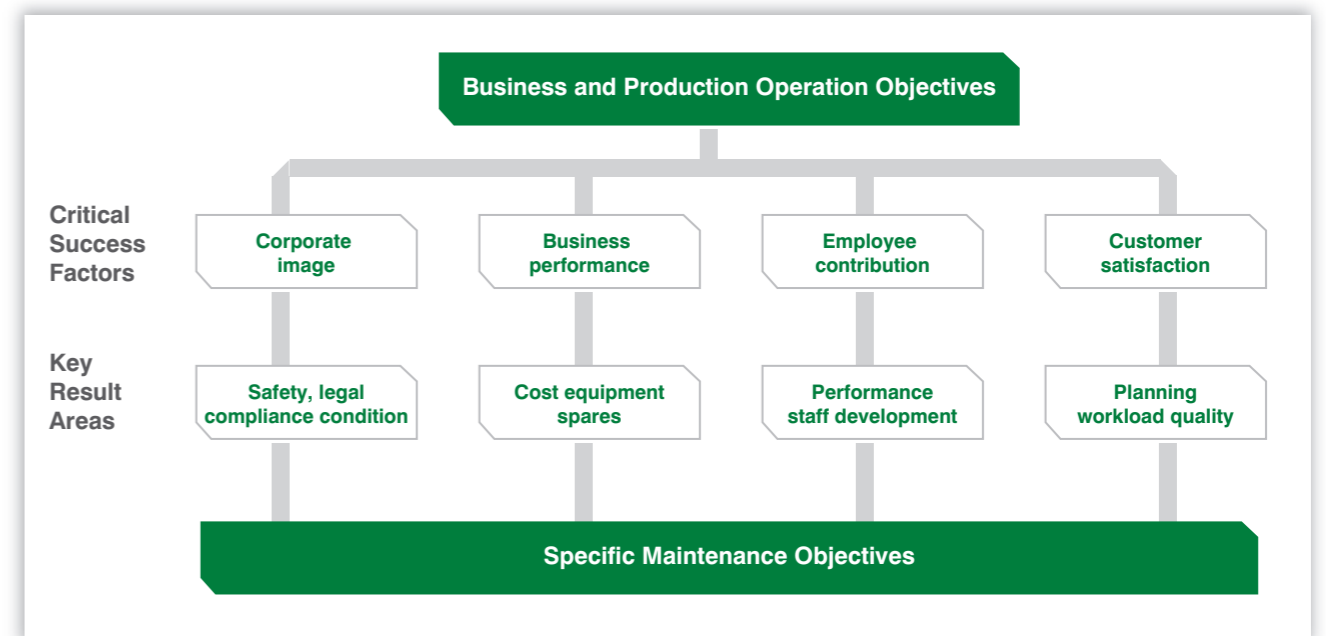 Business and Production Operation Objectives
Critical
Success
Factors
Corporate
image
Business
performance
Employee
contribution
Customer
satisfaction
Key
Result
Areas
Safety, legal
compliance condition
Cost equipment
spares
Performance
staff development
Planning
workload quality
Specific Maintenance Objectives